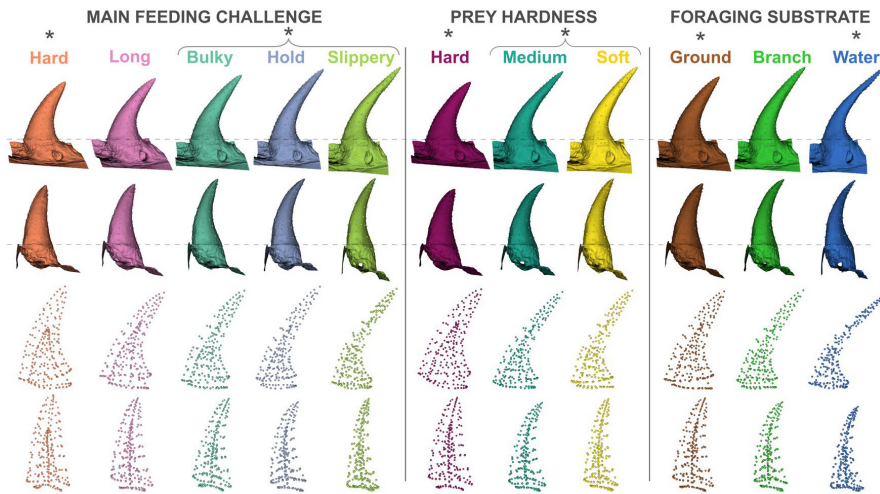 MAIN FEEDING CHALLENGE
PREY HARDNESS
FORAGING SUBSTRATE
* * * * * *
Hard Long Bulky Hold Slippery
Hard Medium Soft
Ground Branch Water